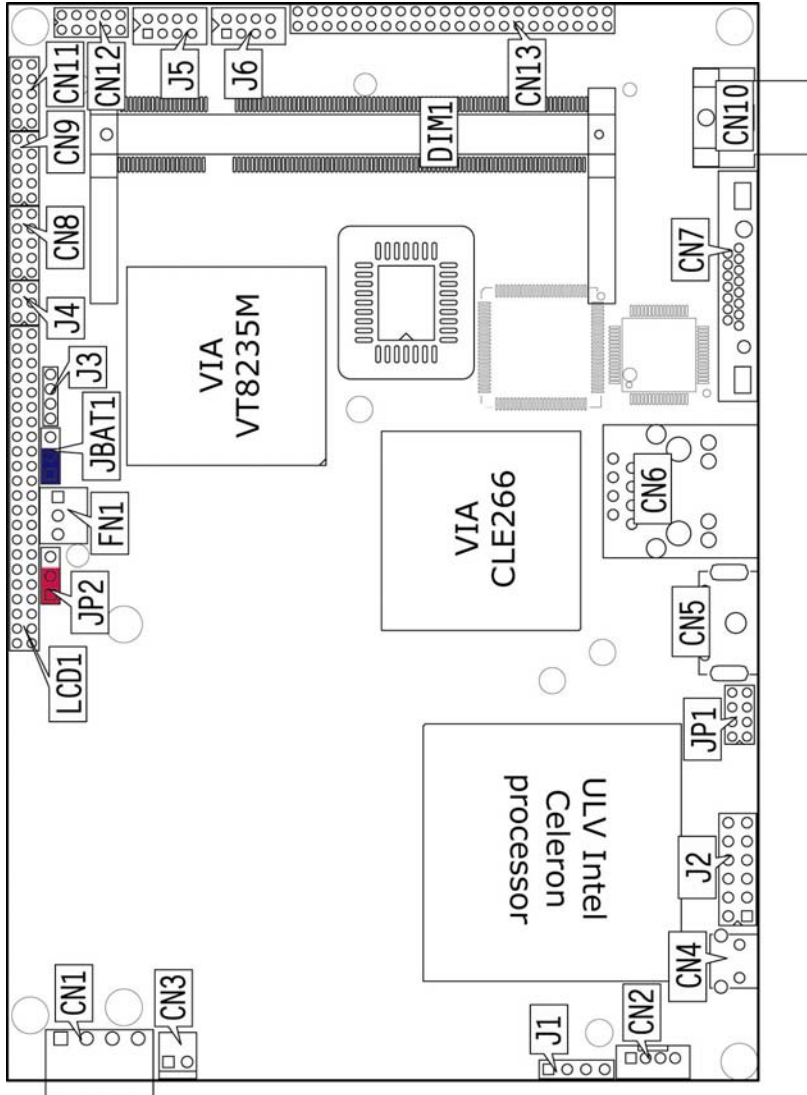 CN11
CN12
J5
J6
CN13
CN10
CN9
DIM1
CN8
CN7
J4
J3
VIA
VT8235M
JBAT1
FN1
CN6
VIA
CLE266
JP2
CN5
LCD1
JP1
ULV Intel
Celeron
processor
J2
CN4
CN1
CN3
J1
CN2